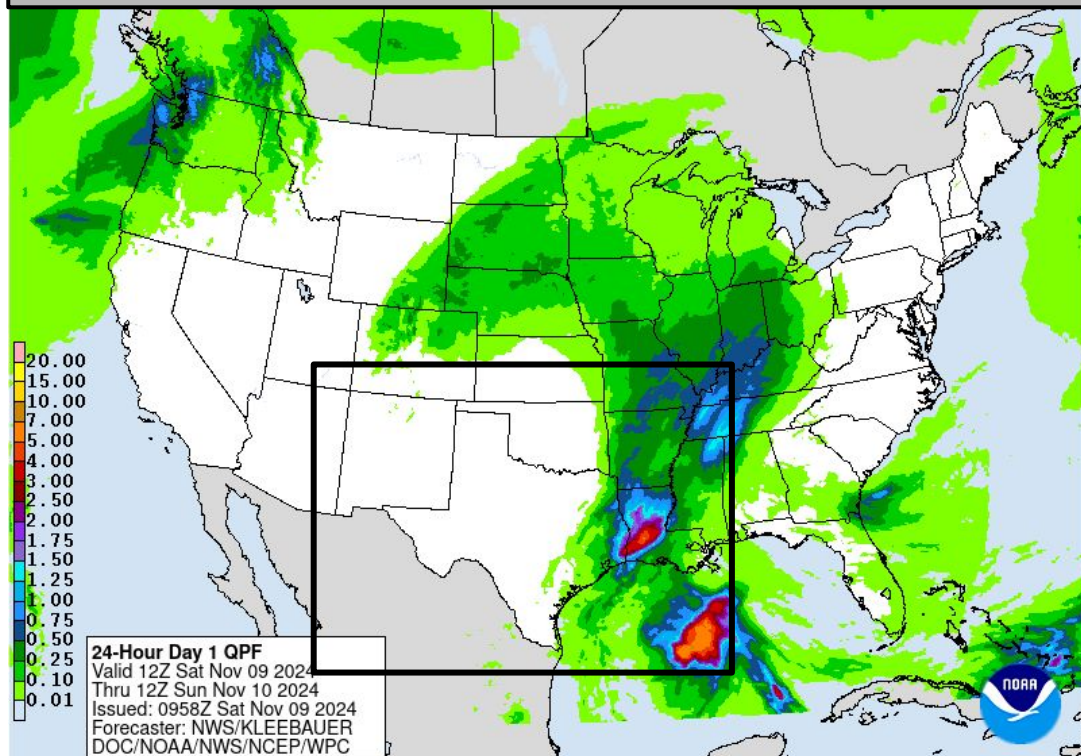 20.00
15.00
10.00
7.00
5.00
4.00
3.00
2.50
2.00
1.75
1.50
1.25
1.00
0.75
0.50
0.25
0.10
0.01
24-Hour Day 1 QPF
Valid 12Z Sat Nov 09 2024
Thru 12Z Sun Nov 10 2024
Issued: 0958Z Sat Nov 09 2024
Forecaster: NWS/KLEEBAUER
DOC/NOAA/NWS/NCEP/WPC
NOAA